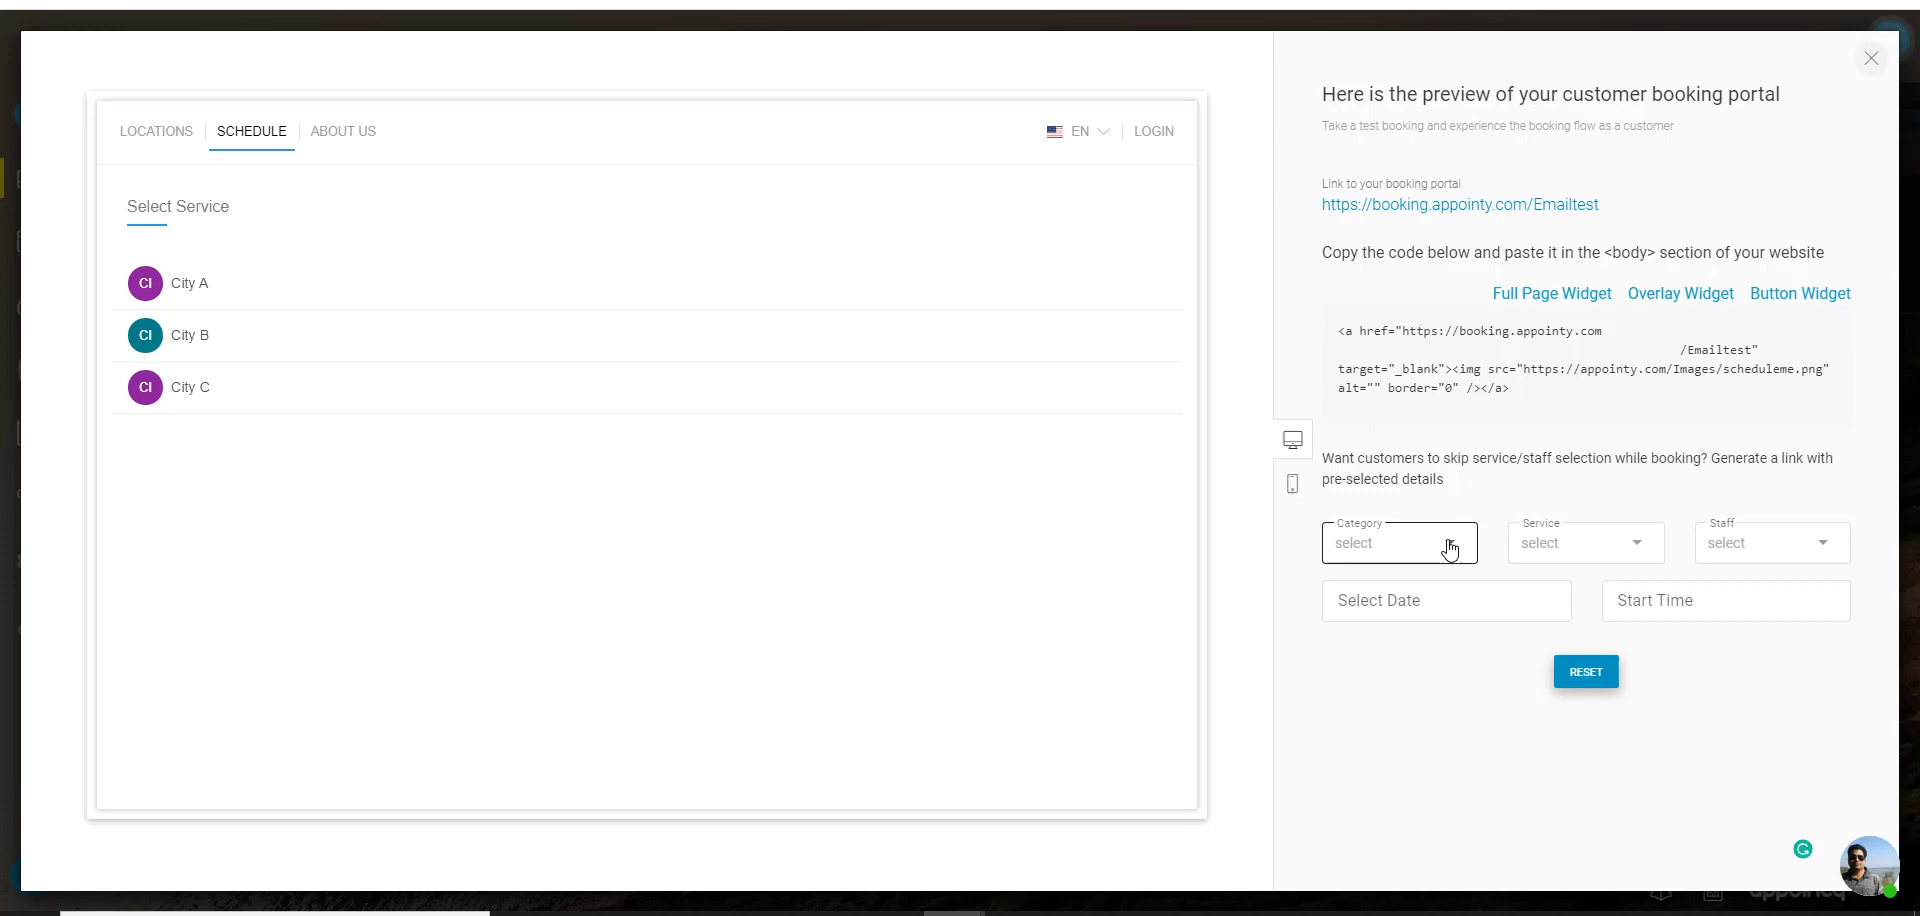 LOCATIONS SCHEDULE ABOUT US EN LOGIN
Select Service
CI City A
CI City B
CI City C
Here is the preview of your customer booking portal
Take a test booking and experience the booking flow as a customer
Link to your booking portal
https://booking.appointy.com/Emailtest
Copy the code below and paste it in the <body> section of your website
Full Page Widget Overlay Widget Button Widget
<a href="https://booking.appointy.com
/Emailtest"
target="_blank"><img src="https://appointy.com/Images/scheduleme.png"
alt="" border="0" /></a>
Want customers to skip service/staff selection while booking? Generate a link with
pre-selected details
Category Service Staff
select select select
Select Date Start Time
RESET